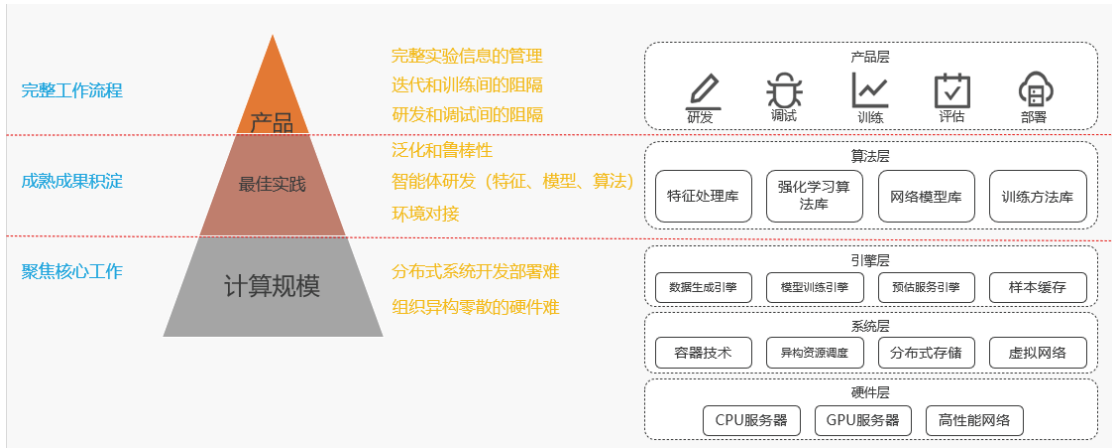 完整工作流程
产品
完整实验信息的管理
迭代和训练间的阻隔
研发和调试间的阻隔
产品层
研发 调试 训练 评估 部署
成熟成果积淀
最佳实践
泛化和鲁棒性
智能体研发（特征、模型、算法）
环境对接
算法层
特征处理库 强化学习算法库 网络模型库 训练方法库
聚焦核心工作
计算规模
分布式系统开发部署难
组织异构零散的硬件难
引擎层
数据生成引擎 模型训练引擎 预估服务引擎 样本缓存
系统层
容器技术 异构资源调度 分布式存储 虚拟网络
硬件层
CPU服务器 GPU服务器 高性能网络